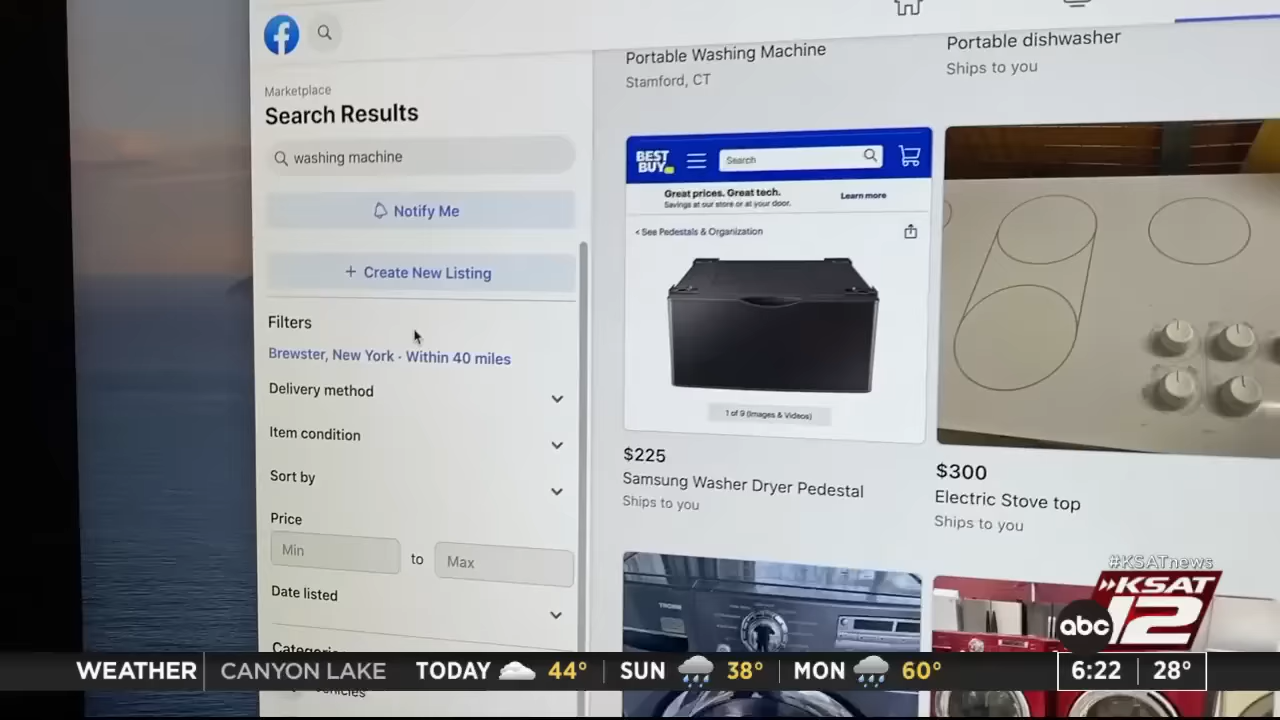 Portable Washing Machine
Stamford, CT
Portable dishwasher
Ships to you
Marketplace
Search Results
washing machine
Notify Me
+ Create New Listing
Filters
Brewster, New York · Within 40 miles
Delivery method
Item condition
Sort by
Price
Min to Max
Date listed
BEST BUY
Search
Great prices. Great tech.
Savings at our store or at your door.
Learn more
< See Pedestals & Organization
1 of 9 (Images & Videos)
$225
Samsung Washer Dryer Pedestal
Ships to you
$300
Electric Stove top
Ships to you
TROMM
#KSATnews
KSAT
abc 12
WEATHER CANYON LAKE TODAY 44° SUN 38° MON 60° 6:22 28°